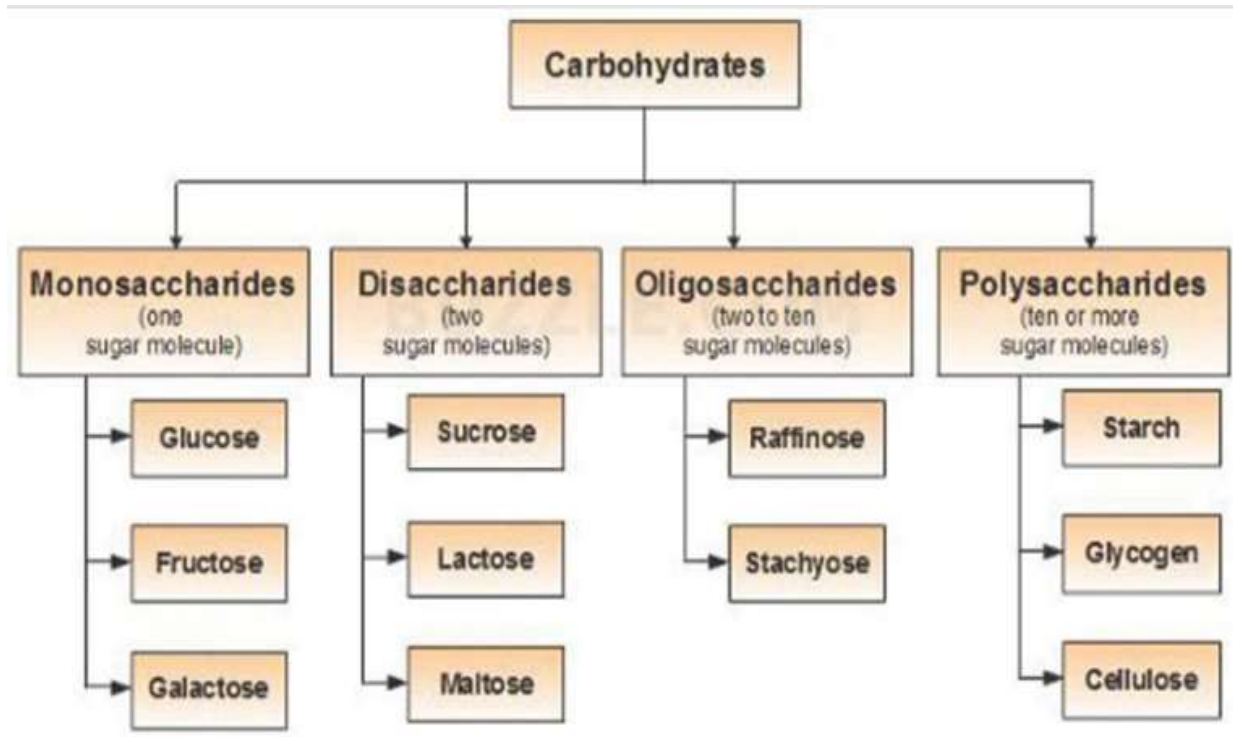 Carbohydrates
Monosaccharides
(one
sugar molecule)
Disaccharides
(two
sugar molecules)
Oligosaccharides
(two to ten
sugar molecules)
Polysaccharides
(ten or more
sugar molecules)
Glucose
Fructose
Galactose
Sucrose
Lactose
Maltose
Raffinose
Stachyose
Starch
Glycogen
Cellulose